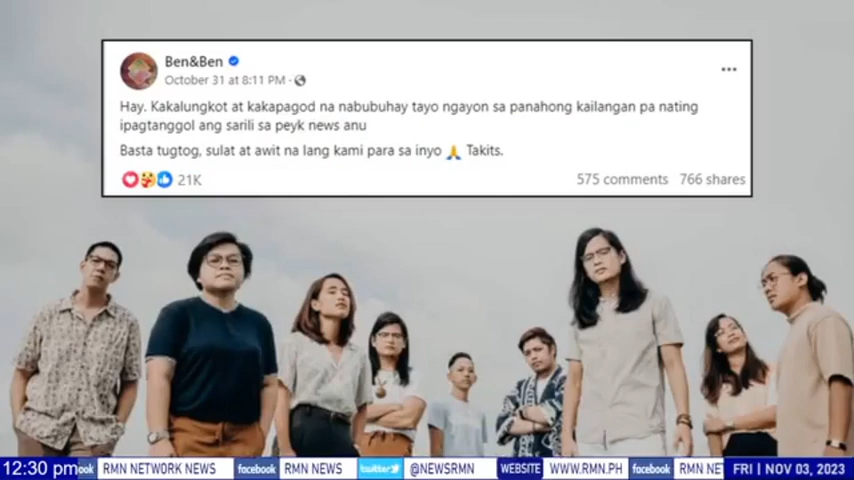 Ben&Ben
October 31 at 8:11 PM ·
Hay. Kakalungkot at kakapagod na nabubuhay tayo ngayon sa panahong kailangan pa nating
ipagtanggol ang sarili sa peyk news anu
Basta tugtog, sulat at awit na lang kami para sa inyo 🙏 Takits.
21K 575 comments 766 shares
12:30 pm ook RMN NETWORK NEWS facebook RMN NEWS twitter @NEWSRMN WEBSITE WWW.RMN.PH facebook RMN NE FRI | NOV 03, 2023